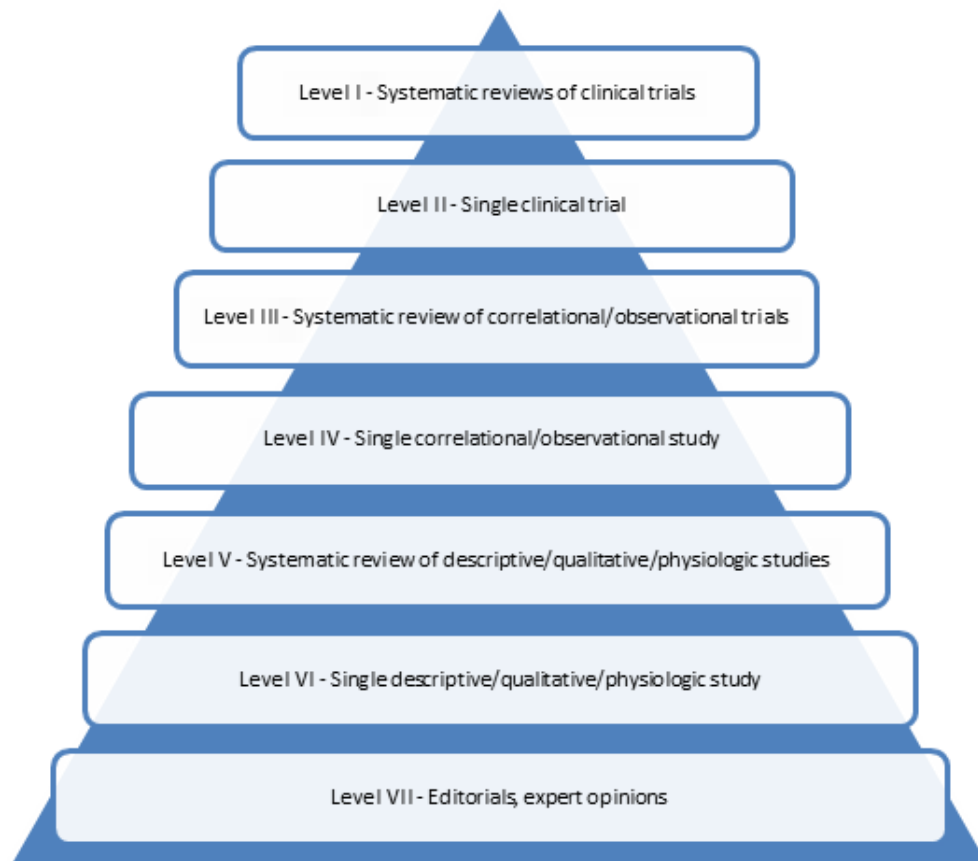 Level I - Systematic reviews of clinical trials
Level II - Single clinical trial
Level III - Systematic review of correlational/observational trials
Level IV - Single correlational/observational study
Level V - Systematic review of descriptive/qualitative/physiologic studies
Level VI - Single descriptive/qualitative/physiologic study
Level VII - Editorials, expert opinions